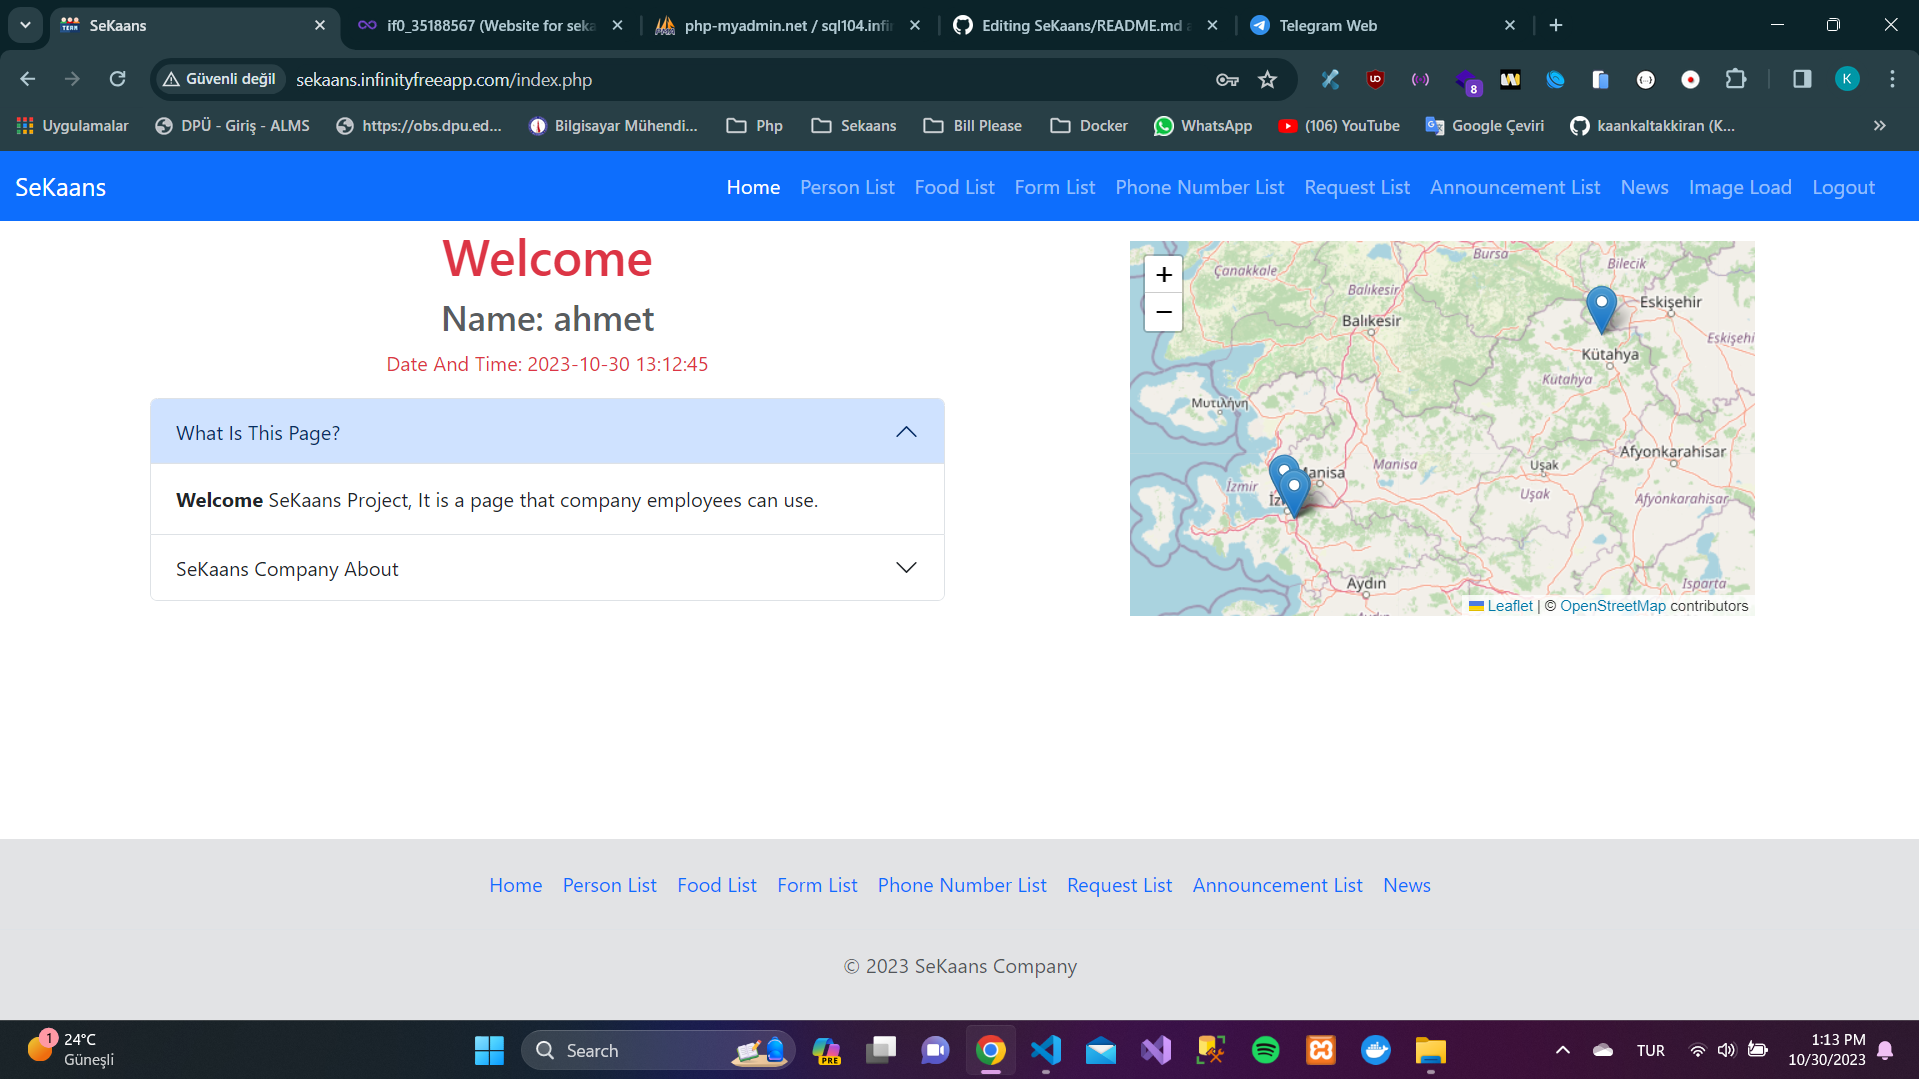 SeKaans
if0_35188567 (Website for seka
php-myadmin.net / sql104.infi
Editing SeKaans/README.md a
Telegram Web
Güvenli değil
sekaans.infinityfreeapp.com/index.php
8
K
Uygulamalar
DPÜ - Giriş - ALMS
https://obs.dpu.ed...
Bilgisayar Mühendi...
Php
Sekaans
Bill Please
Docker
WhatsApp
(106) YouTube
Google Çeviri
kaankaltakkiran (K...
»
SeKaans
Home
Person List
Food List
Form List
Phone Number List
Request List
Announcement List
News
Image Load
Logout
Welcome
Name: ahmet
Date And Time: 2023-10-30 13:12:45
What Is This Page?
Welcome SeKaans Project, It is a page that company employees can use.
SeKaans Company About
+
−
Bursa
Çanakkale
Bilecik
Balıkesir
Eskişehir
Balıkesir
Eskişehi
Kütahya
Kütahya
Μυτιλήνη
Afyonkarahisar
Manisa
Manisa
Uşak
İzmir
Uşak
Afyonkarahisar
Aydın
Isparta
Leaflet | © OpenStreetMap contributors
Home
Person List
Food List
Form List
Phone Number List
Request List
Announcement List
News
© 2023 SeKaans Company
1
24°C
Güneşli
Search
PRE
TUR
1:13 PM
10/30/2023